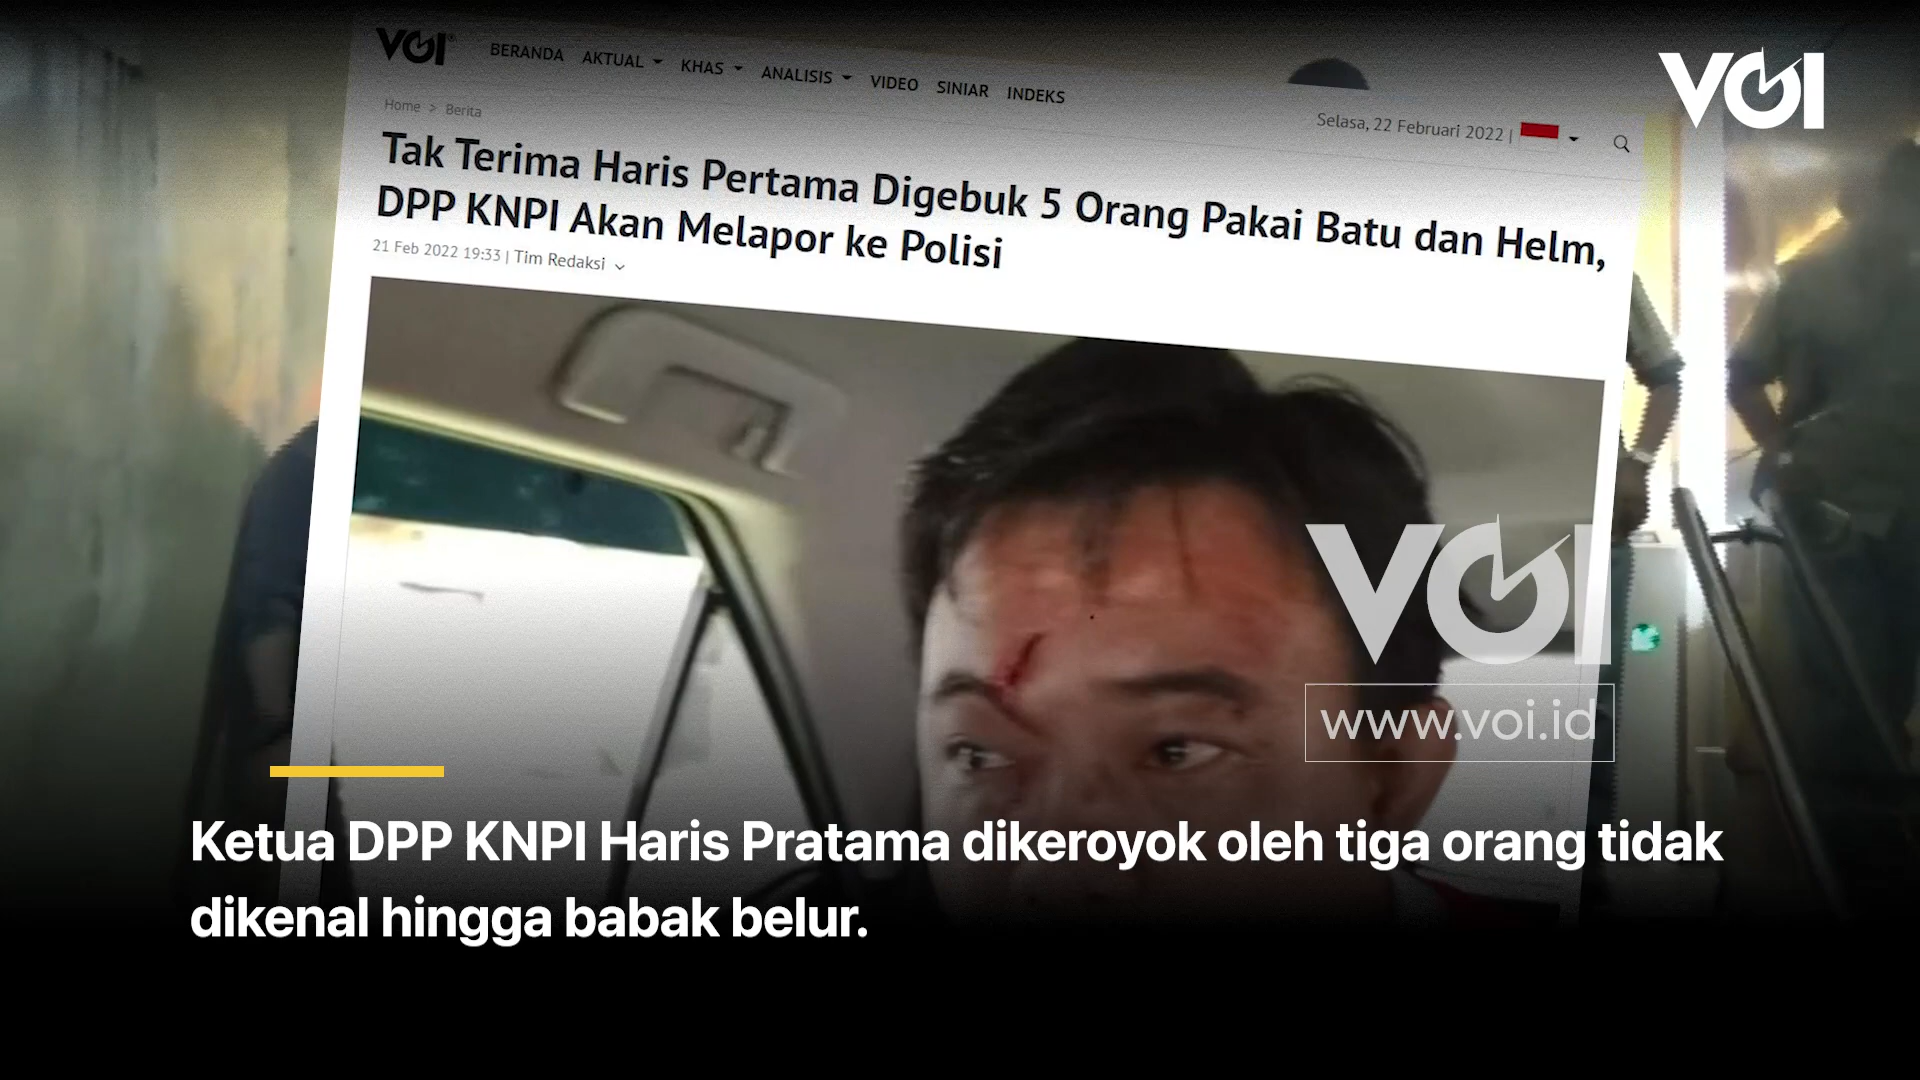 VOI
BERANDA AKTUAL KHAS ANALISIS VIDEO SINIAR INDEKS
VOI
Home > Berita
Selasa, 22 Februari 2022 |
Tak Terima Haris Pertama Digebuk 5 Orang Pakai Batu dan Helm,
DPP KNPI Akan Melapor ke Polisi
21 Feb 2022 19:33 | Tim Redaksi
VOI
www.voi.id
Ketua DPP KNPI Haris Pratama dikeroyok oleh tiga orang tidak
dikenal hingga babak belur.